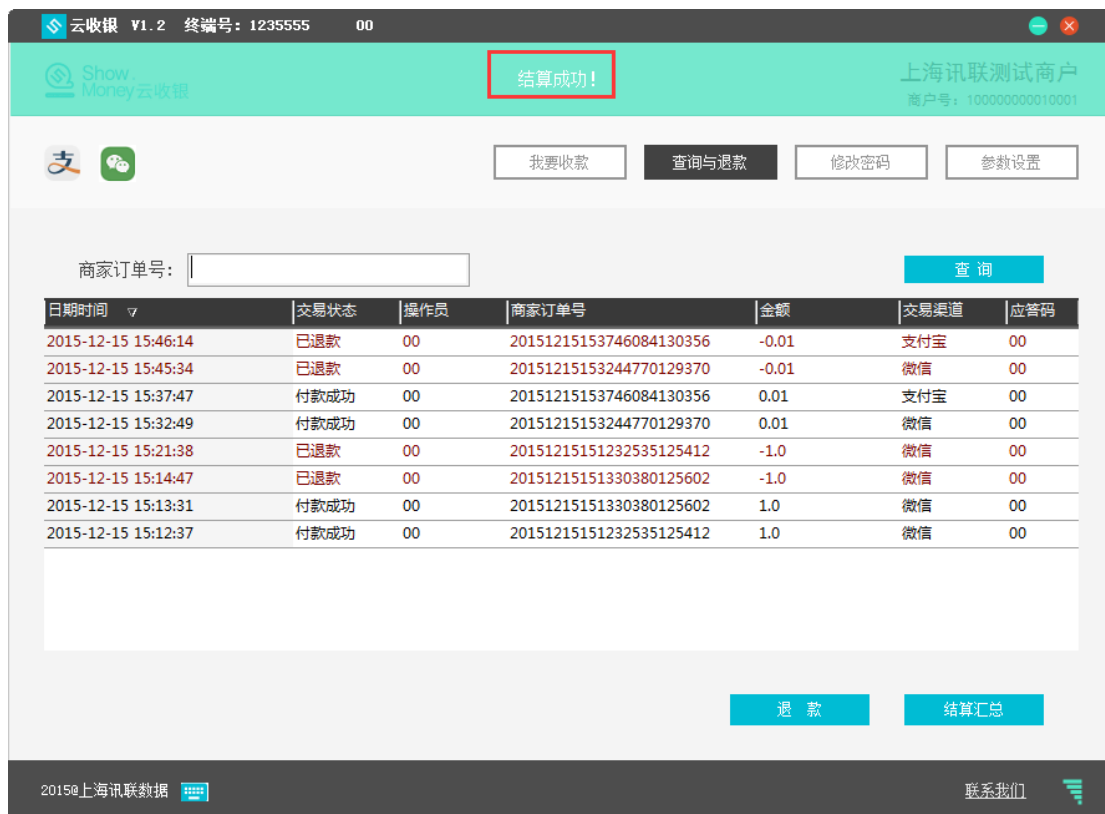 云收银 V1.2 终端号：1235555 00
Show.
Money云收银
结算成功！
上海讯联测试商户
商户号：100000000010001
支
我要收款 查询与退款 修改密码 参数设置
商家订单号： 查 询
日期时间 交易状态 操作员 商家订单号 金额 交易渠道 应答码
2015-12-15 15:46:14 已退款 00 20151215153746084130356 -0.01 支付宝 00
2015-12-15 15:45:34 已退款 00 20151215153244770129370 -0.01 微信 00
2015-12-15 15:37:47 付款成功 00 20151215153746084130356 0.01 支付宝 00
2015-12-15 15:32:49 付款成功 00 20151215153244770129370 0.01 微信 00
2015-12-15 15:21:38 已退款 00 20151215151232535125412 -1.0 微信 00
2015-12-15 15:14:47 已退款 00 20151215151330380125602 -1.0 微信 00
2015-12-15 15:13:31 付款成功 00 20151215151330380125602 1.0 微信 00
2015-12-15 15:12:37 付款成功 00 20151215151232535125412 1.0 微信 00
退 款 结算汇总
2015@上海讯联数据 联系我们